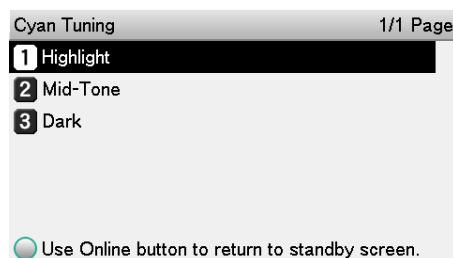 Cyan Tuning 1/1 Page
1 Highlight
2 Mid-Tone
3 Dark
Use Online button to return to standby screen.